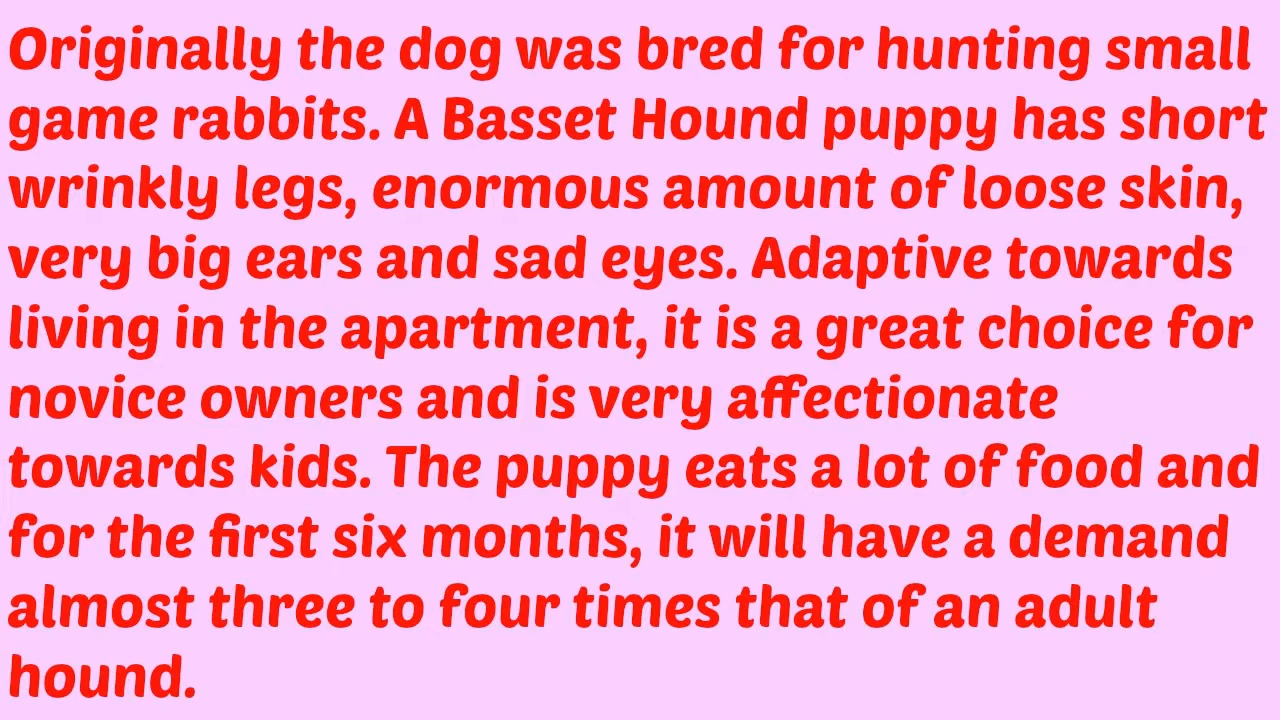 Originally the dog was bred for hunting small
game rabbits. A Basset Hound puppy has short
wrinkly legs, enormous amount of loose skin,
very big ears and sad eyes. Adaptive towards
living in the apartment, it is a great choice for
novice owners and is very affectionate
towards kids. The puppy eats a lot of food and
for the first six months, it will have a demand
almost three to four times that of an adult
hound.